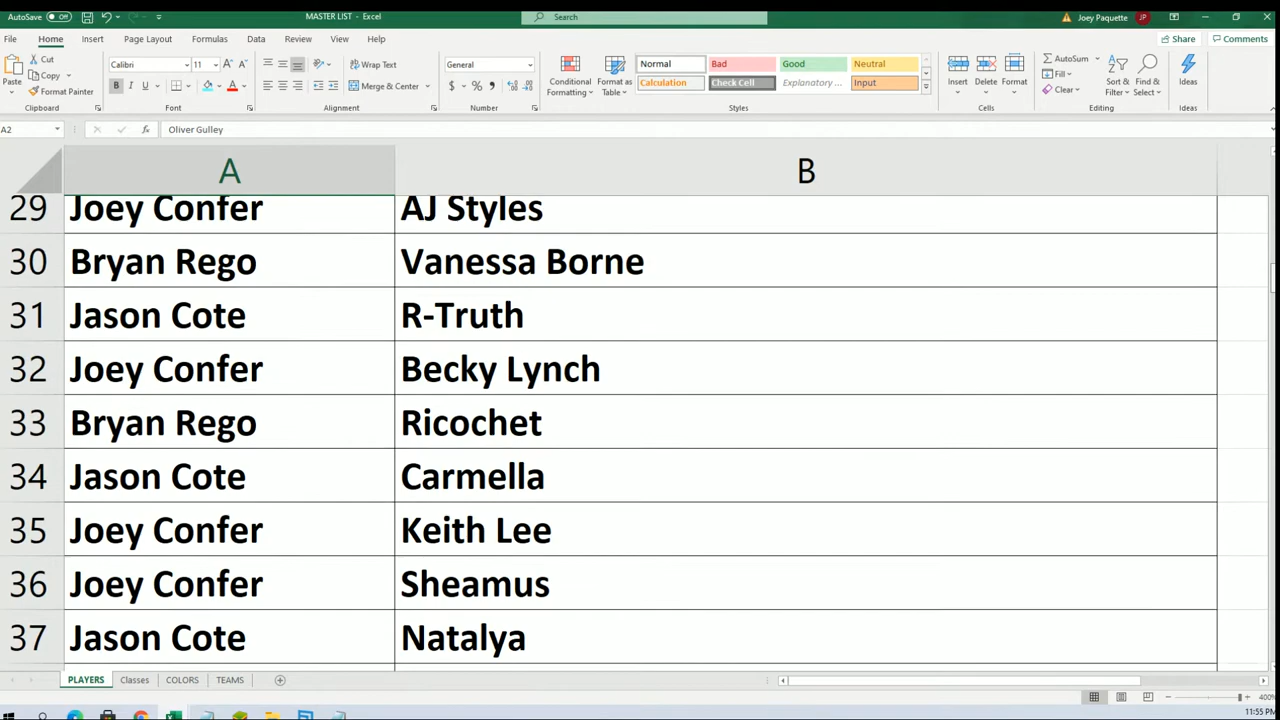 AutoSave Off MASTER LIST - Excel Search Joey Paquette JP
File Home Insert Page Layout Formulas Data Review View Help Share Comments
Paste Cut Copy Format Painter Clipboard
Calibri 11 B I U Font
Wrap Text Merge & Center Alignment
General $ % Number
Conditional Formatting Format as Table
Normal Bad Good Neutral
Calculation Check Cell Explanatory ... Input
Styles
Insert Delete Format Cells
AutoSum Fill Clear Sort & Filter Find & Select Editing
Ideas Ideas
A2 fx Oliver Gulley
A B
29 Joey Confer AJ Styles
30 Bryan Rego Vanessa Borne
31 Jason Cote R-Truth
32 Joey Confer Becky Lynch
33 Bryan Rego Ricochet
34 Jason Cote Carmella
35 Joey Confer Keith Lee
36 Joey Confer Sheamus
37 Jason Cote Natalya
PLAYERS Classes COLORS TEAMS
400%
11:55 PM